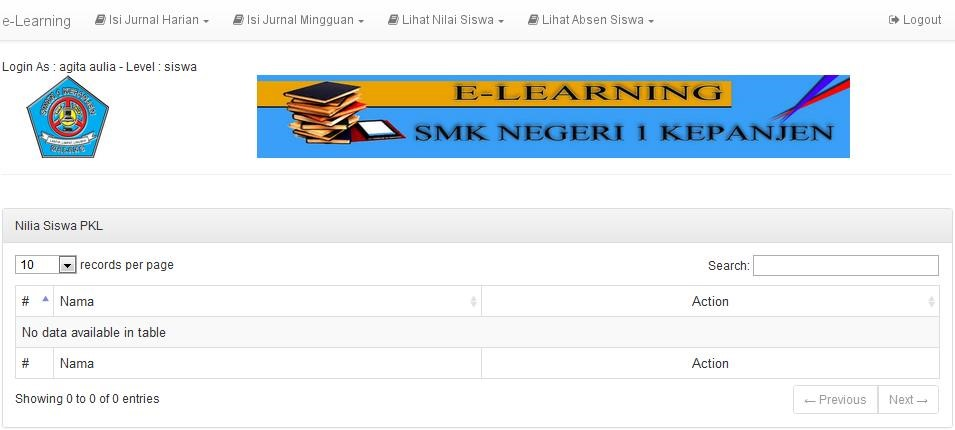 e-Learning Isi Jurnal Harian Isi Jurnal Mingguan Lihat Nilai Siswa Lihat Absen Siswa Logout
Login As : agita aulia - Level : siswa
E-LEARNING
SMK NEGERI 1 KEPANJEN
Nilia Siswa PKL
10 records per page Search:
# Nama Action
No data available in table
# Nama Action
Showing 0 to 0 of 0 entries ← Previous Next →